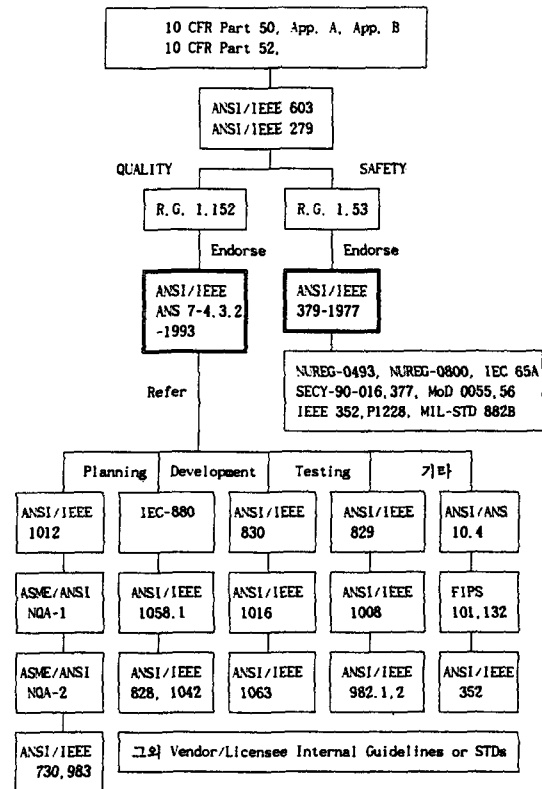 10 CFR Part 50, App. A, App. B
10 CFR Part 52,
ANSI/IEEE 603
ANSI/IEEE 279
QUALITY
SAFETY
R.G. 1.152
R.G. 1.53
Endorse
Endorse
ANSI/IEEE
ANS 7-4.3.2
-1993
ANSI/IEEE
379-1977
NUREG-0493, NUREG-0800, IEC 65A
SECY-90-016,377, MoD 0055,56
IEEE 352,P1228, MIL-STD 882B
Refer
Planning
Development
Testing
기타
ANSI/IEEE
1012
IEC-880
ANSI/IEEE
830
ANSI/IEEE
829
ANSI/ANS
10.4
ASME/ANSI
NQA-1
ANSI/IEEE
1058.1
ANSI/IEEE
1016
ANSI/IEEE
1008
FIPS
101,132
ASME/ANSI
NQA-2
ANSI/IEEE
828, 1042
ANSI/IEEE
1063
ANSI/IEEE
982.1,2
ANSI/IEEE
352
ANSI/IEEE
730,983
그외 Vendor/Licensee Internal Guidelines or STDs